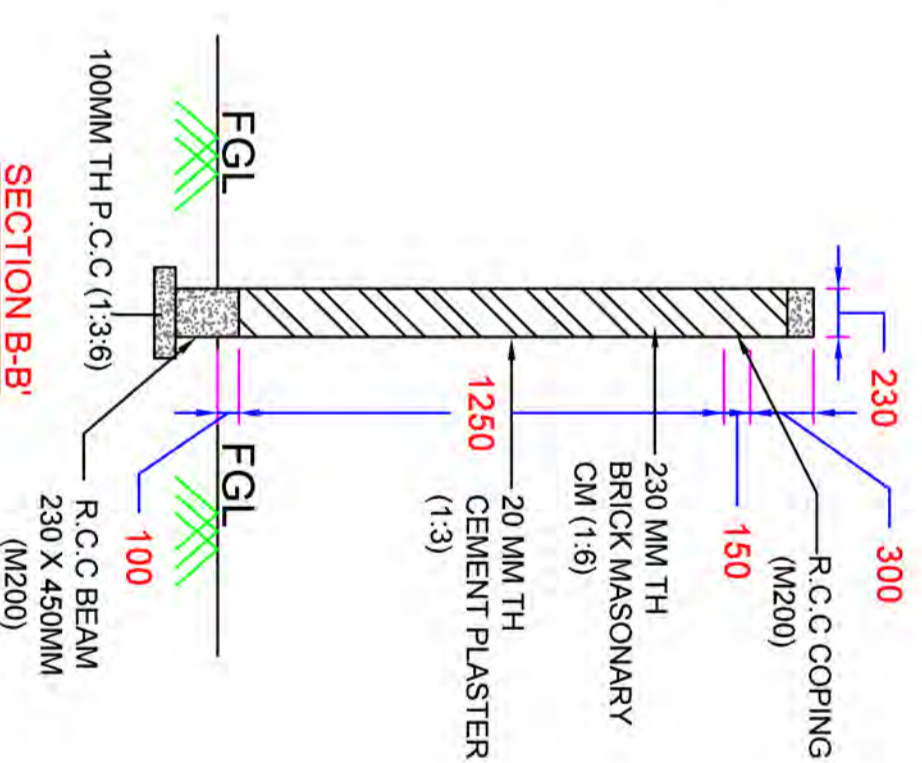 230
300
R.C.C COPING
(M200)
150
230 MM TH
BRICK MASONARY
CM (1:6)
1250
20 MM TH
CEMENT PLASTER
(1:3)
FGL
FGL
100
100MM TH P.C.C (1:3:6)
R.C.C BEAM
230 X 450MM
(M200)
SECTION B-B'